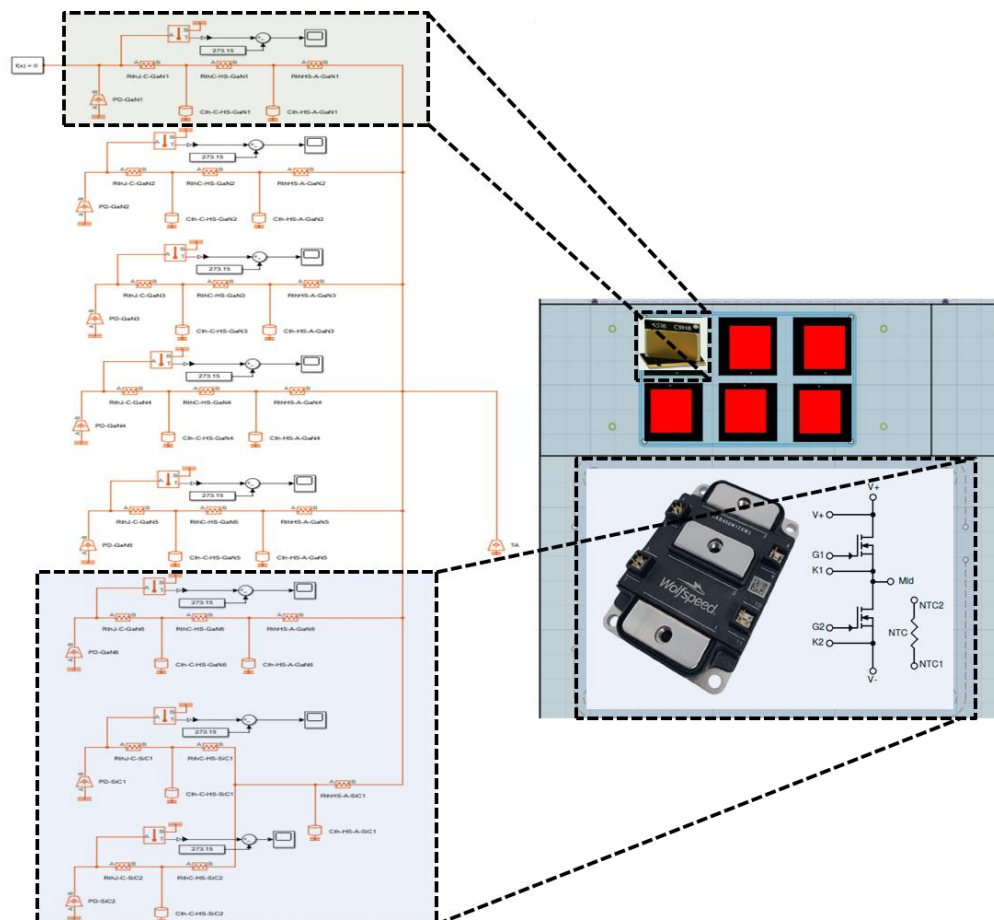 f(x) = 0
273.15
RthJ-C-GaN1
RthC-HS-GaN1
RthHS-A-GaN1
PD-GaN1
Cth-C-HS-GaN1
Cth-HS-A-GaN1
273.15
RthJ-C-GaN2
RthC-HS-GaN2
RthHS-A-GaN2
PD-GaN2
Cth-C-HS-GaN2
Cth-HS-A-GaN2
273.15
RthJ-C-GaN3
RthC-HS-GaN3
RthHS-A-GaN3
PD-GaN3
Cth-C-HS-GaN3
Cth-HS-A-GaN3
273.15
RthJ-C-GaN4
RthC-HS-GaN4
RthHS-A-GaN4
PD-GaN4
Cth-C-HS-GaN4
Cth-HS-A-GaN4
273.15
RthJ-C-GaN5
RthC-HS-GaN5
RthHS-A-GaN5
PD-GaN5
TA
Cth-C-HS-GaN5
Cth-HS-A-GaN5
273.15
RthJ-C-GaN6
RthC-HS-GaN6
RthHS-A-GaN6
PD-GaN6
Cth-C-HS-GaN6
Cth-HS-A-GaN6
273.15
RthJ-C-SiC1
RthC-HS-SiC1
PD-SiC1
Cth-C-HS-SiC1
RthHS-A-SiC1
Cth-HS-A-SiC1
273.15
RthJ-C-SiC2
RthC-HS-SiC2
PD-SiC2
Cth-C-HS-SiC2
Wolfspeed
V+
V+
G1
K1
Mid
G2
K2
NTC2
NTC
NTC1
V-